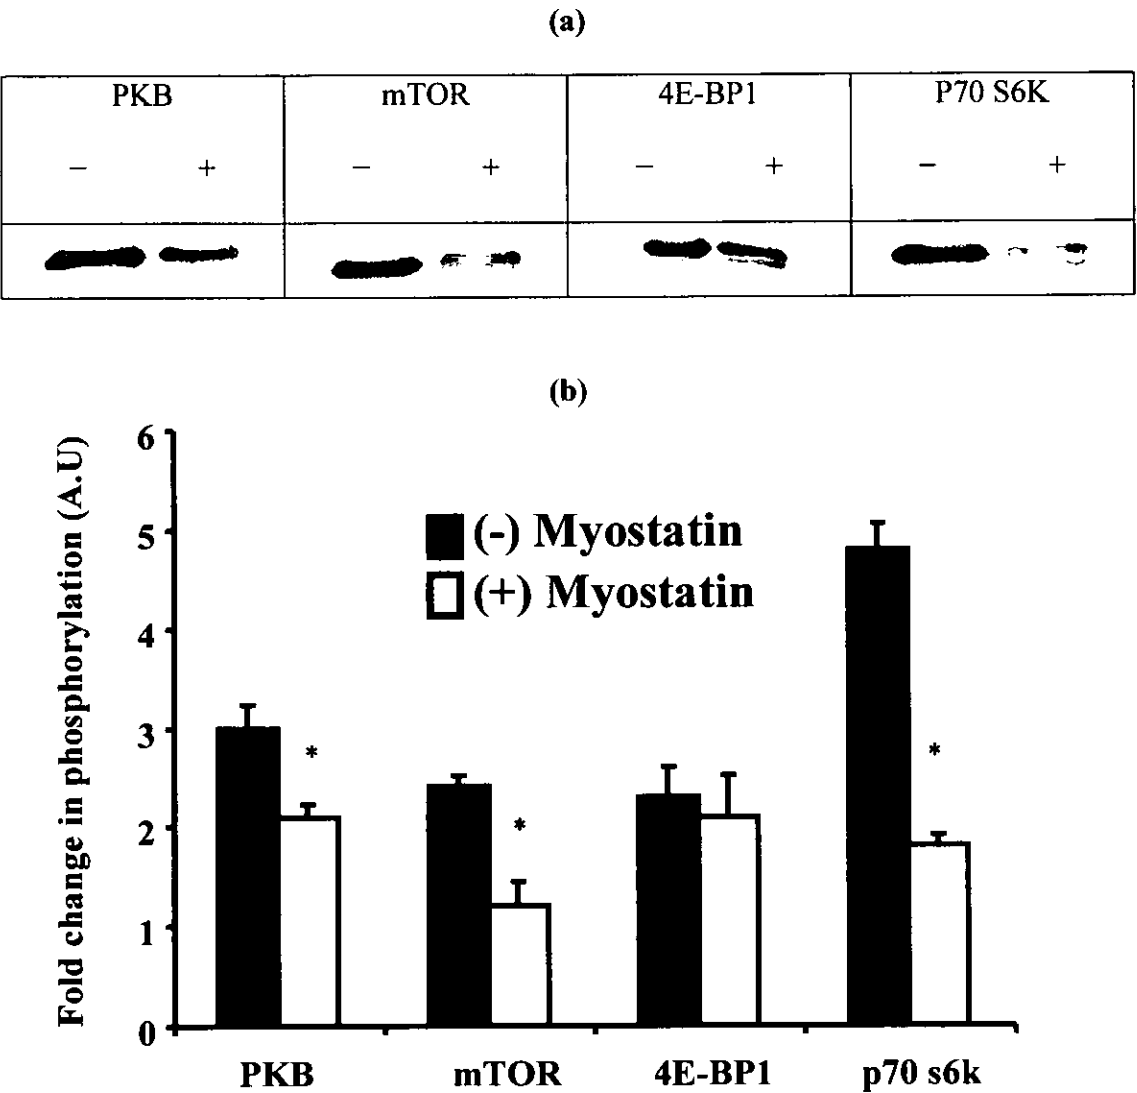 (a)
PKB mTOR 4E-BP1 P70 S6K
− + − + − + − +
(b)
Fold change in phosphorylation (A.U)
6
5
4
3
2
1
0
(-) Myostatin
(+) Myostatin
*
*
*
PKB mTOR 4E-BP1 p70 s6k